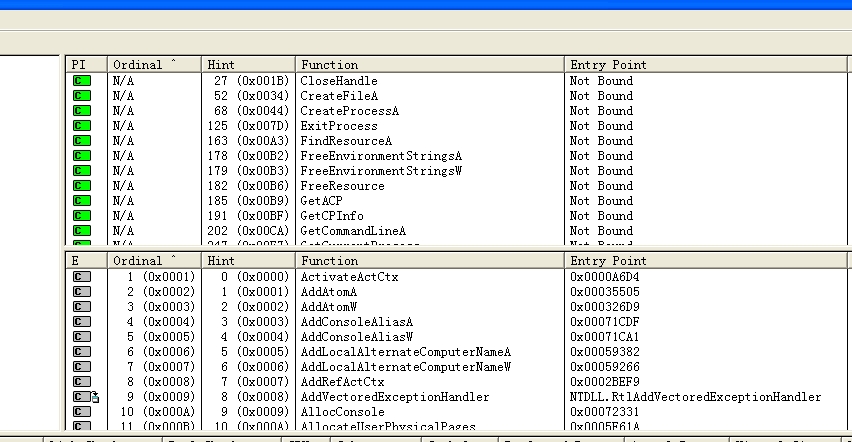 PI Ordinal ^ Hint Function Entry Point
C N/A 27 (0x001B) CloseHandle Not Bound
C N/A 52 (0x0034) CreateFileA Not Bound
C N/A 68 (0x0044) CreateProcessA Not Bound
C N/A 125 (0x007D) ExitProcess Not Bound
C N/A 163 (0x00A3) FindResourceA Not Bound
C N/A 178 (0x00B2) FreeEnvironmentStringsA Not Bound
C N/A 179 (0x00B3) FreeEnvironmentStringsW Not Bound
C N/A 182 (0x00B6) FreeResource Not Bound
C N/A 185 (0x00B9) GetACP Not Bound
C N/A 191 (0x00BF) GetCPInfo Not Bound
C N/A 202 (0x00CA) GetCommandLineA Not Bound
E Ordinal ^ Hint Function Entry Point
C 1 (0x0001) 0 (0x0000) ActivateActCtx 0x0000A6D4
C 2 (0x0002) 1 (0x0001) AddAtomA 0x00035505
C 3 (0x0003) 2 (0x0002) AddAtomW 0x000326D9
C 4 (0x0004) 3 (0x0003) AddConsoleAliasA 0x00071CDF
C 5 (0x0005) 4 (0x0004) AddConsoleAliasW 0x00071CA1
C 6 (0x0006) 5 (0x0005) AddLocalAlternateComputerNameA 0x00059382
C 7 (0x0007) 6 (0x0006) AddLocalAlternateComputerNameW 0x00059266
C 8 (0x0008) 7 (0x0007) AddRefActCtx 0x0002BEF9
C 9 (0x0009) 8 (0x0008) AddVectoredExceptionHandler NTDLL.RtlAddVectoredExceptionHandler
C 10 (0x000A) 9 (0x0009) AllocConsole 0x00072331
C 11 (0x000B) 10 (0x000A) AllocateUserPhysicalPages 0x0005F61A